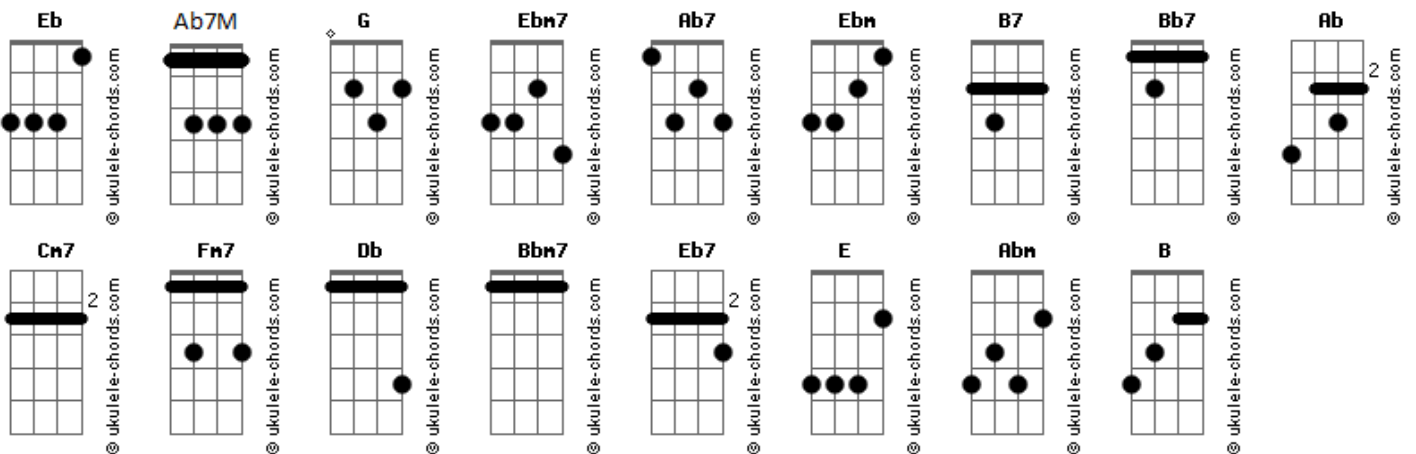 Eb Ab7M G Ebm7 Ab7 Ebm B7 Bb7 Ab
© ukulele-chords.com © ukulele-chords.com © ukulele-chords.com © ukulele-chords.com © ukulele-chords.com © ukulele-chords.com © ukulele-chords.com © ukulele-chords.com 2 © ukulele-chords.com
Cm7 Fm7 Db Bbm7 Eb7 E Abm B
2 © ukulele-chords.com © ukulele-chords.com © ukulele-chords.com © ukulele-chords.com 2 © ukulele-chords.com © ukulele-chords.com © ukulele-chords.com © ukulele-chords.com